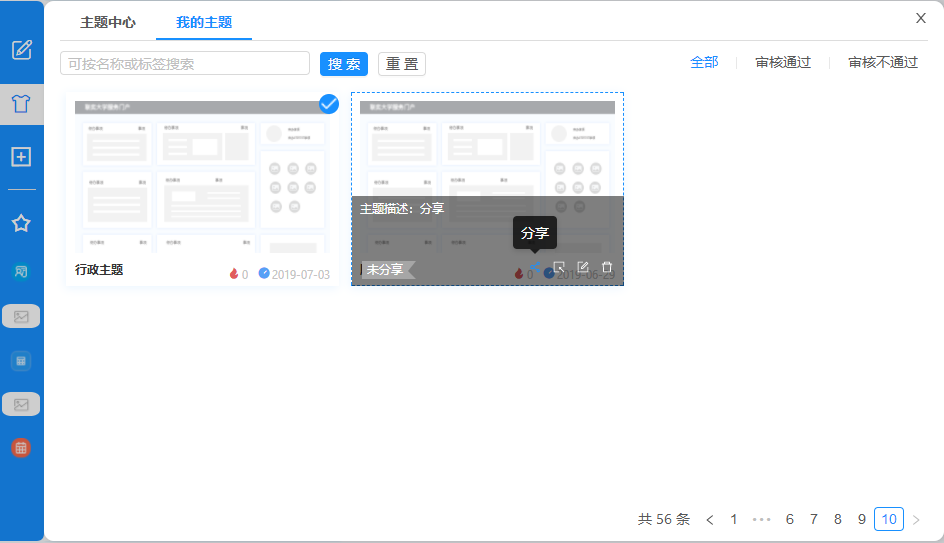 主题中心 我的主题
可按名称或标签搜索 搜 索 重 置 全部 审核通过 审核不通过
行政主题 0 2019-07-03
主题描述：分享
分享
未分享 0 2019-06-29
共 56 条 1 ••• 6 7 8 9 10